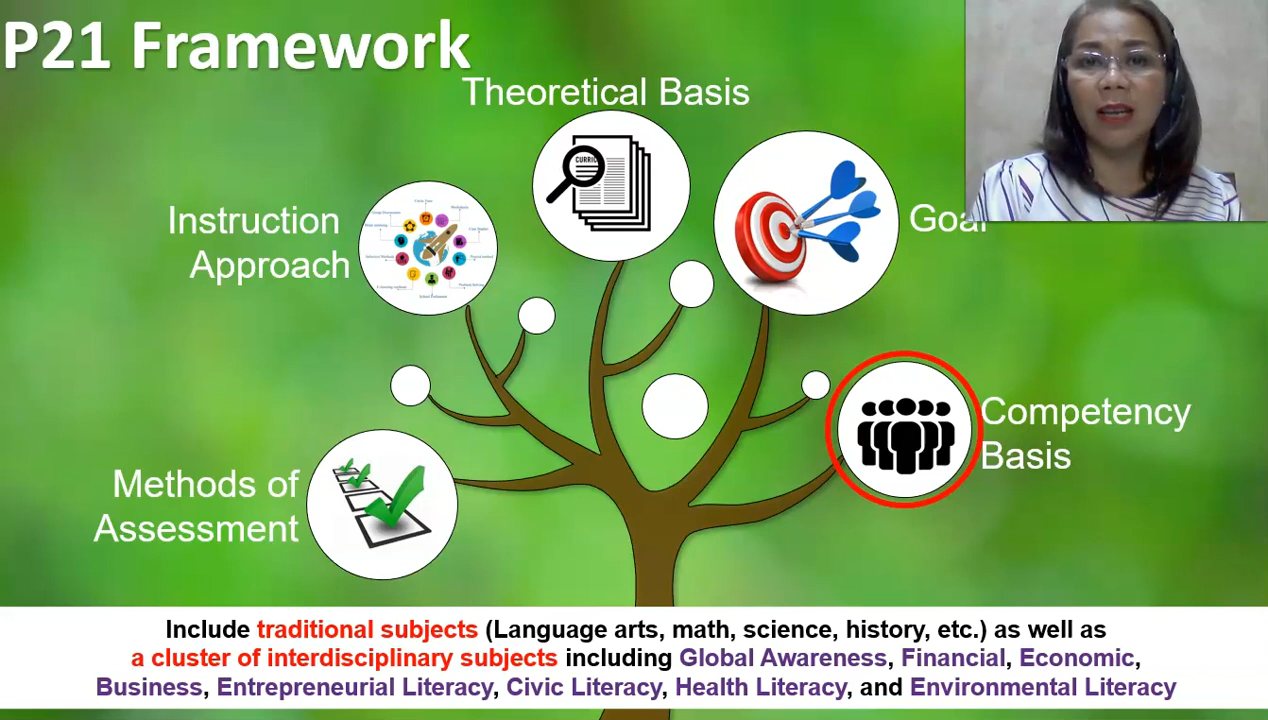 P21 Framework
Theoretical Basis
Instruction
Approach
Goal
Competency
Basis
Methods of
Assessment
CURRIC
Include traditional subjects (Language arts, math, science, history, etc.) as well as
a cluster of interdisciplinary subjects including Global Awareness, Financial, Economic,
Business, Entrepreneurial Literacy, Civic Literacy, Health Literacy, and Environmental Literacy